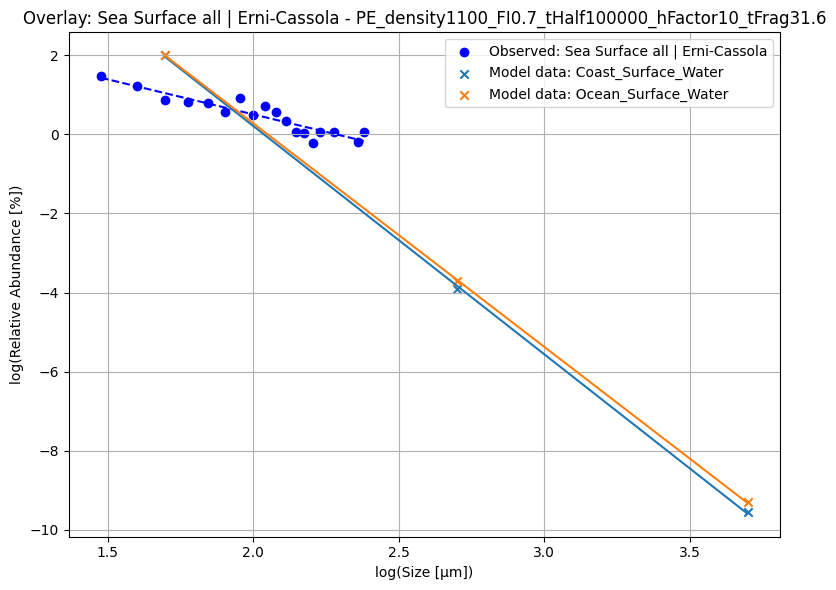 Overlay: Sea Surface all | Erni-Cassola - PE_density1100_FI0.7_tHalf100000_hFactor10_tFrag31.6
Observed: Sea Surface all | Erni-Cassola
Model data: Coast_Surface_Water
Model data: Ocean_Surface_Water
log(Relative Abundance [%])
2
0
−2
−4
−6
−8
−10
1.5
2.0
2.5
3.0
3.5
log(Size [µm])